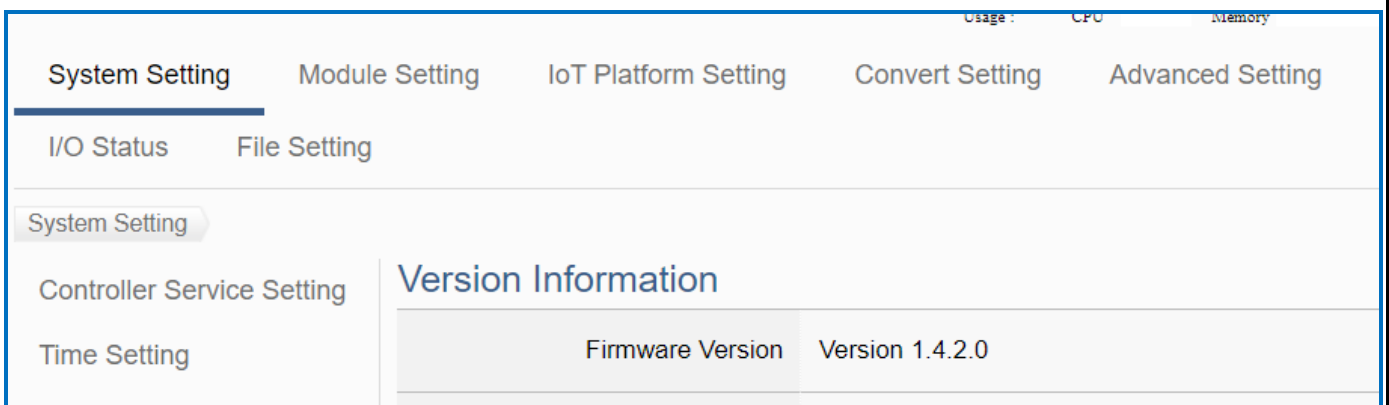 Usage : CPU Memory
System Setting Module Setting IoT Platform Setting Convert Setting Advanced Setting
I/O Status File Setting
System Setting
Controller Service Setting
Time Setting
Version Information
Firmware Version Version 1.4.2.0